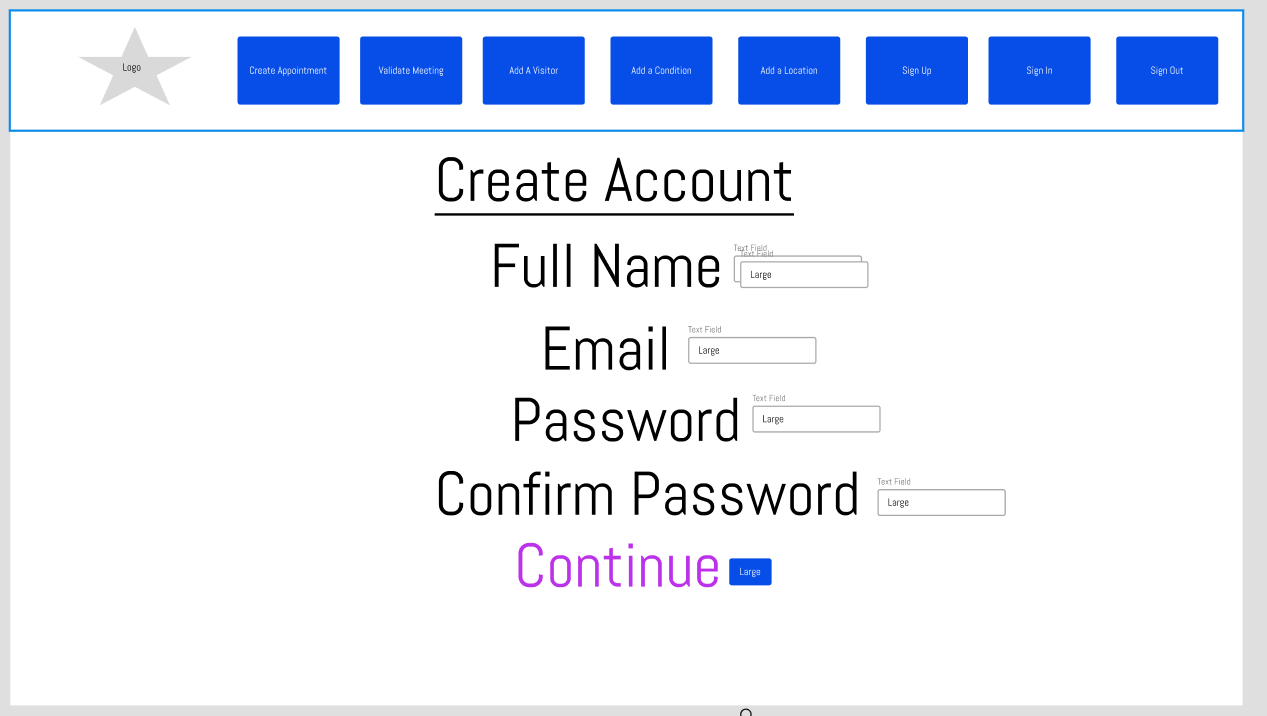 Logo
Create Appointment
Validate Meeting
Add A Visitor
Add a Condition
Add a Location
Sign Up
Sign In
Sign Out
Create Account
Full Name
Text Field
Text Field
Large
Email
Text Field
Large
Password
Text Field
Large
Confirm Password
Text Field
Large
Continue
Large